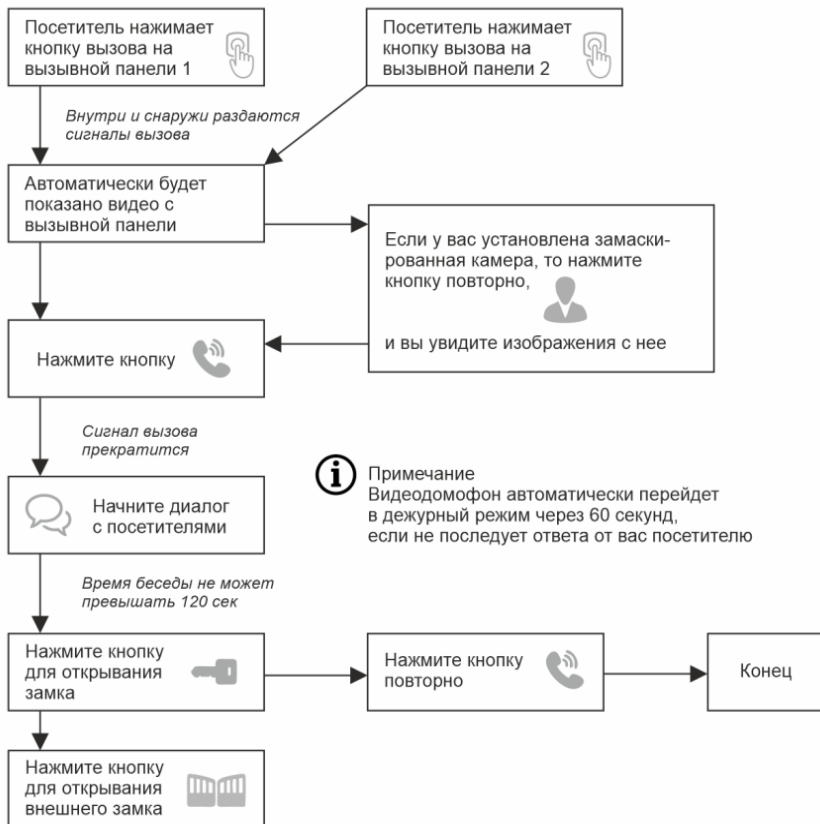 Посетитель нажимает
кнопку вызова на
вызывной панели 1
Посетитель нажимает
кнопку вызова на
вызывной панели 2
Внутри и снаружи раздаются
сигналы вызова
Автоматически будет
показано видео с
вызывной панели
Если у вас установлена замаски-
рованная камера, то нажмите
кнопку повторно,
и вы увидите изображения с нее
Нажмите кнопку
Сигнал вызова
прекратится
Начните диалог
с посетителями
Примечание
Видеодомофон автоматически перейдет
в дежурный режим через 60 секунд,
если не последует ответа от вас посетителю
Время беседы не может
превышать 120 сек
Нажмите кнопку
для открывания
замка
Нажмите кнопку
повторно
Конец
Нажмите кнопку
для открывания
внешнего замка